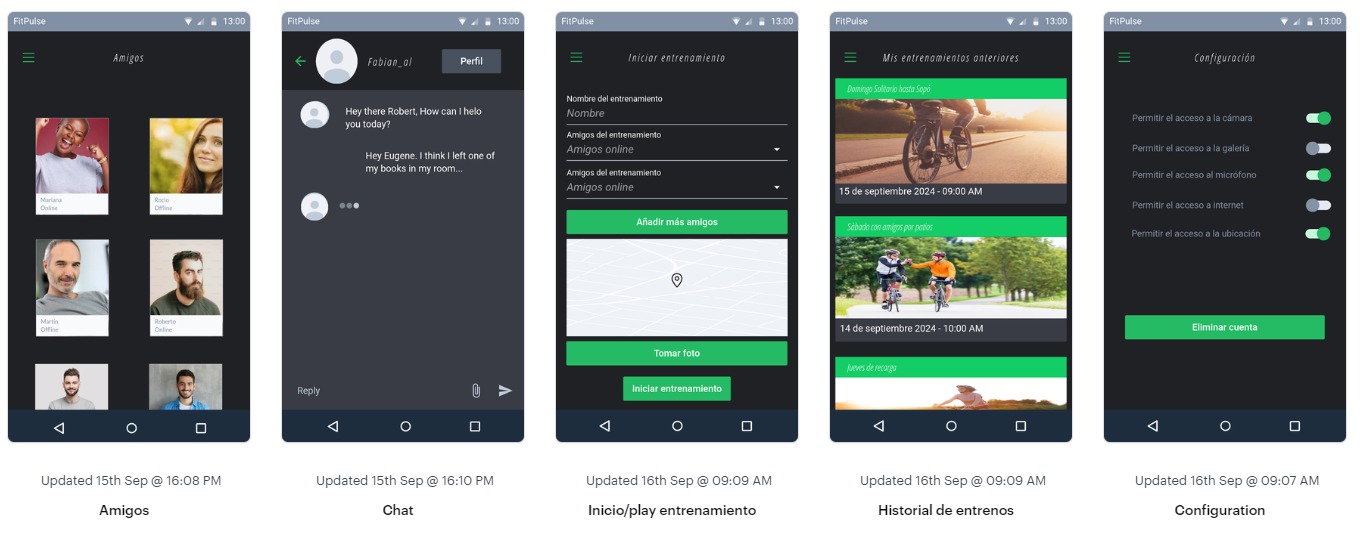 FitPulse 13:00
Amigos
Mariana
Online
Rocio
Offline
Martin
Offline
Roberto
Online
Updated 15th Sep @ 16:08 PM
Amigos
FitPulse 13:00
Fabian_al
Perfil
Hey there Robert, How can I helo
you today?
Hey Eugene. I think I left one of
my books in my room...
Reply
Updated 15th Sep @ 16:10 PM
Chat
FitPulse 13:00
Iniciar entrenamiento
Nombre del entrenamiento
Nombre
Amigos del entrenamiento
Amigos online
Amigos del entrenamiento
Amigos online
Añadir más amigos
Tomar foto
Iniciar entrenamiento
Updated 16th Sep @ 09:09 AM
Inicio/play entrenamiento
FitPulse 13:00
Mis entrenamientos anteriores
Domingo Solitario hasta Sopó
15 de septiembre 2024 - 09:00 AM
Sábado con amigos por patios
14 de septiembre 2024 - 10:00 AM
Jueves de recarga
Updated 16th Sep @ 09:09 AM
Historial de entrenos
FitPulse 13:00
Configuración
Permitir el acceso a la cámara
Permitir el acceso a la galería
Permitir el acceso al micrófono
Permitir el acceso a internet
Permitir el acceso a la ubicación
Eliminar cuenta
Updated 16th Sep @ 09:07 AM
Configuration